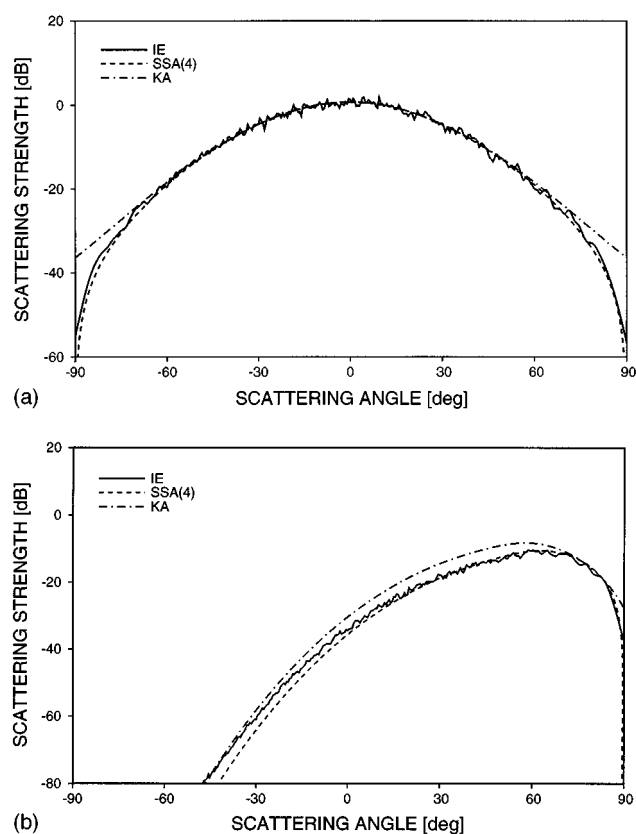 20
IE
SSA(4)
KA
0
-20
-40
-60
SCATTERING STRENGTH [dB]
-90
-60
-30
0
30
60
90
(a)
SCATTERING ANGLE [deg]
20
IE
SSA(4)
KA
0
-20
-40
-60
-80
SCATTERING STRENGTH [dB]
-90
-60
-30
0
30
60
90
(b)
SCATTERING ANGLE [deg]